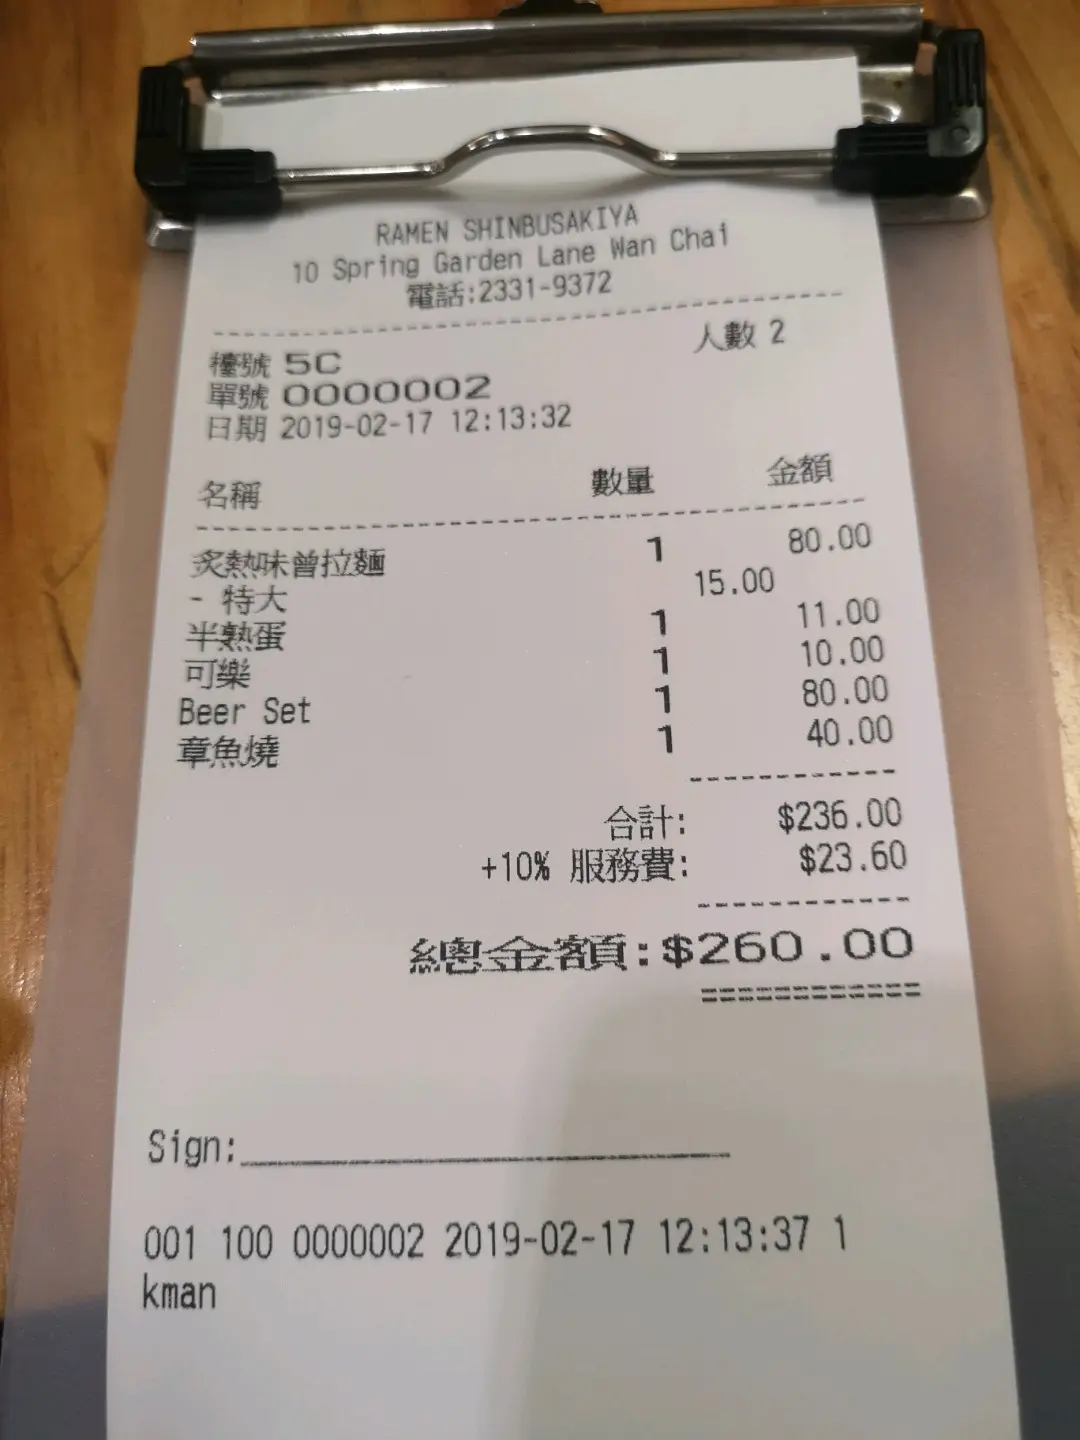 RAMEN SHINBUSAKIYA
10 Spring Garden Lane Wan Chai
電話:2331-9372
人數 2
檯號 5C
單號 0000002
日期 2019-02-17 12:13:32
名稱 數量 金額
炙熱味曾拉麵 1 80.00
- 特大 15.00
半熟蛋 1 11.00
可樂 1 10.00
Beer Set 1 80.00
章魚燒 1 40.00
合計: $236.00
+10% 服務費: $23.60
總金額:$260.00
Sign:
001 100 0000002 2019-02-17 12:13:37 1
kman